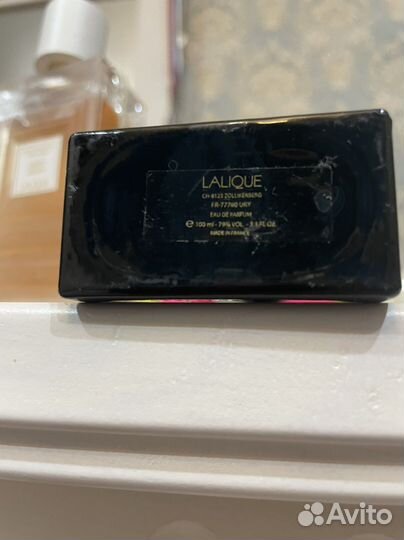 LALIQUE
CH-8125 ZOLLIKERBERG
FR-77760 URY
EAU DE PARFUM
℮ 100 ml - 79% VOL. - 3.3 FL.OZ.
MADE IN FRANCE
Avito